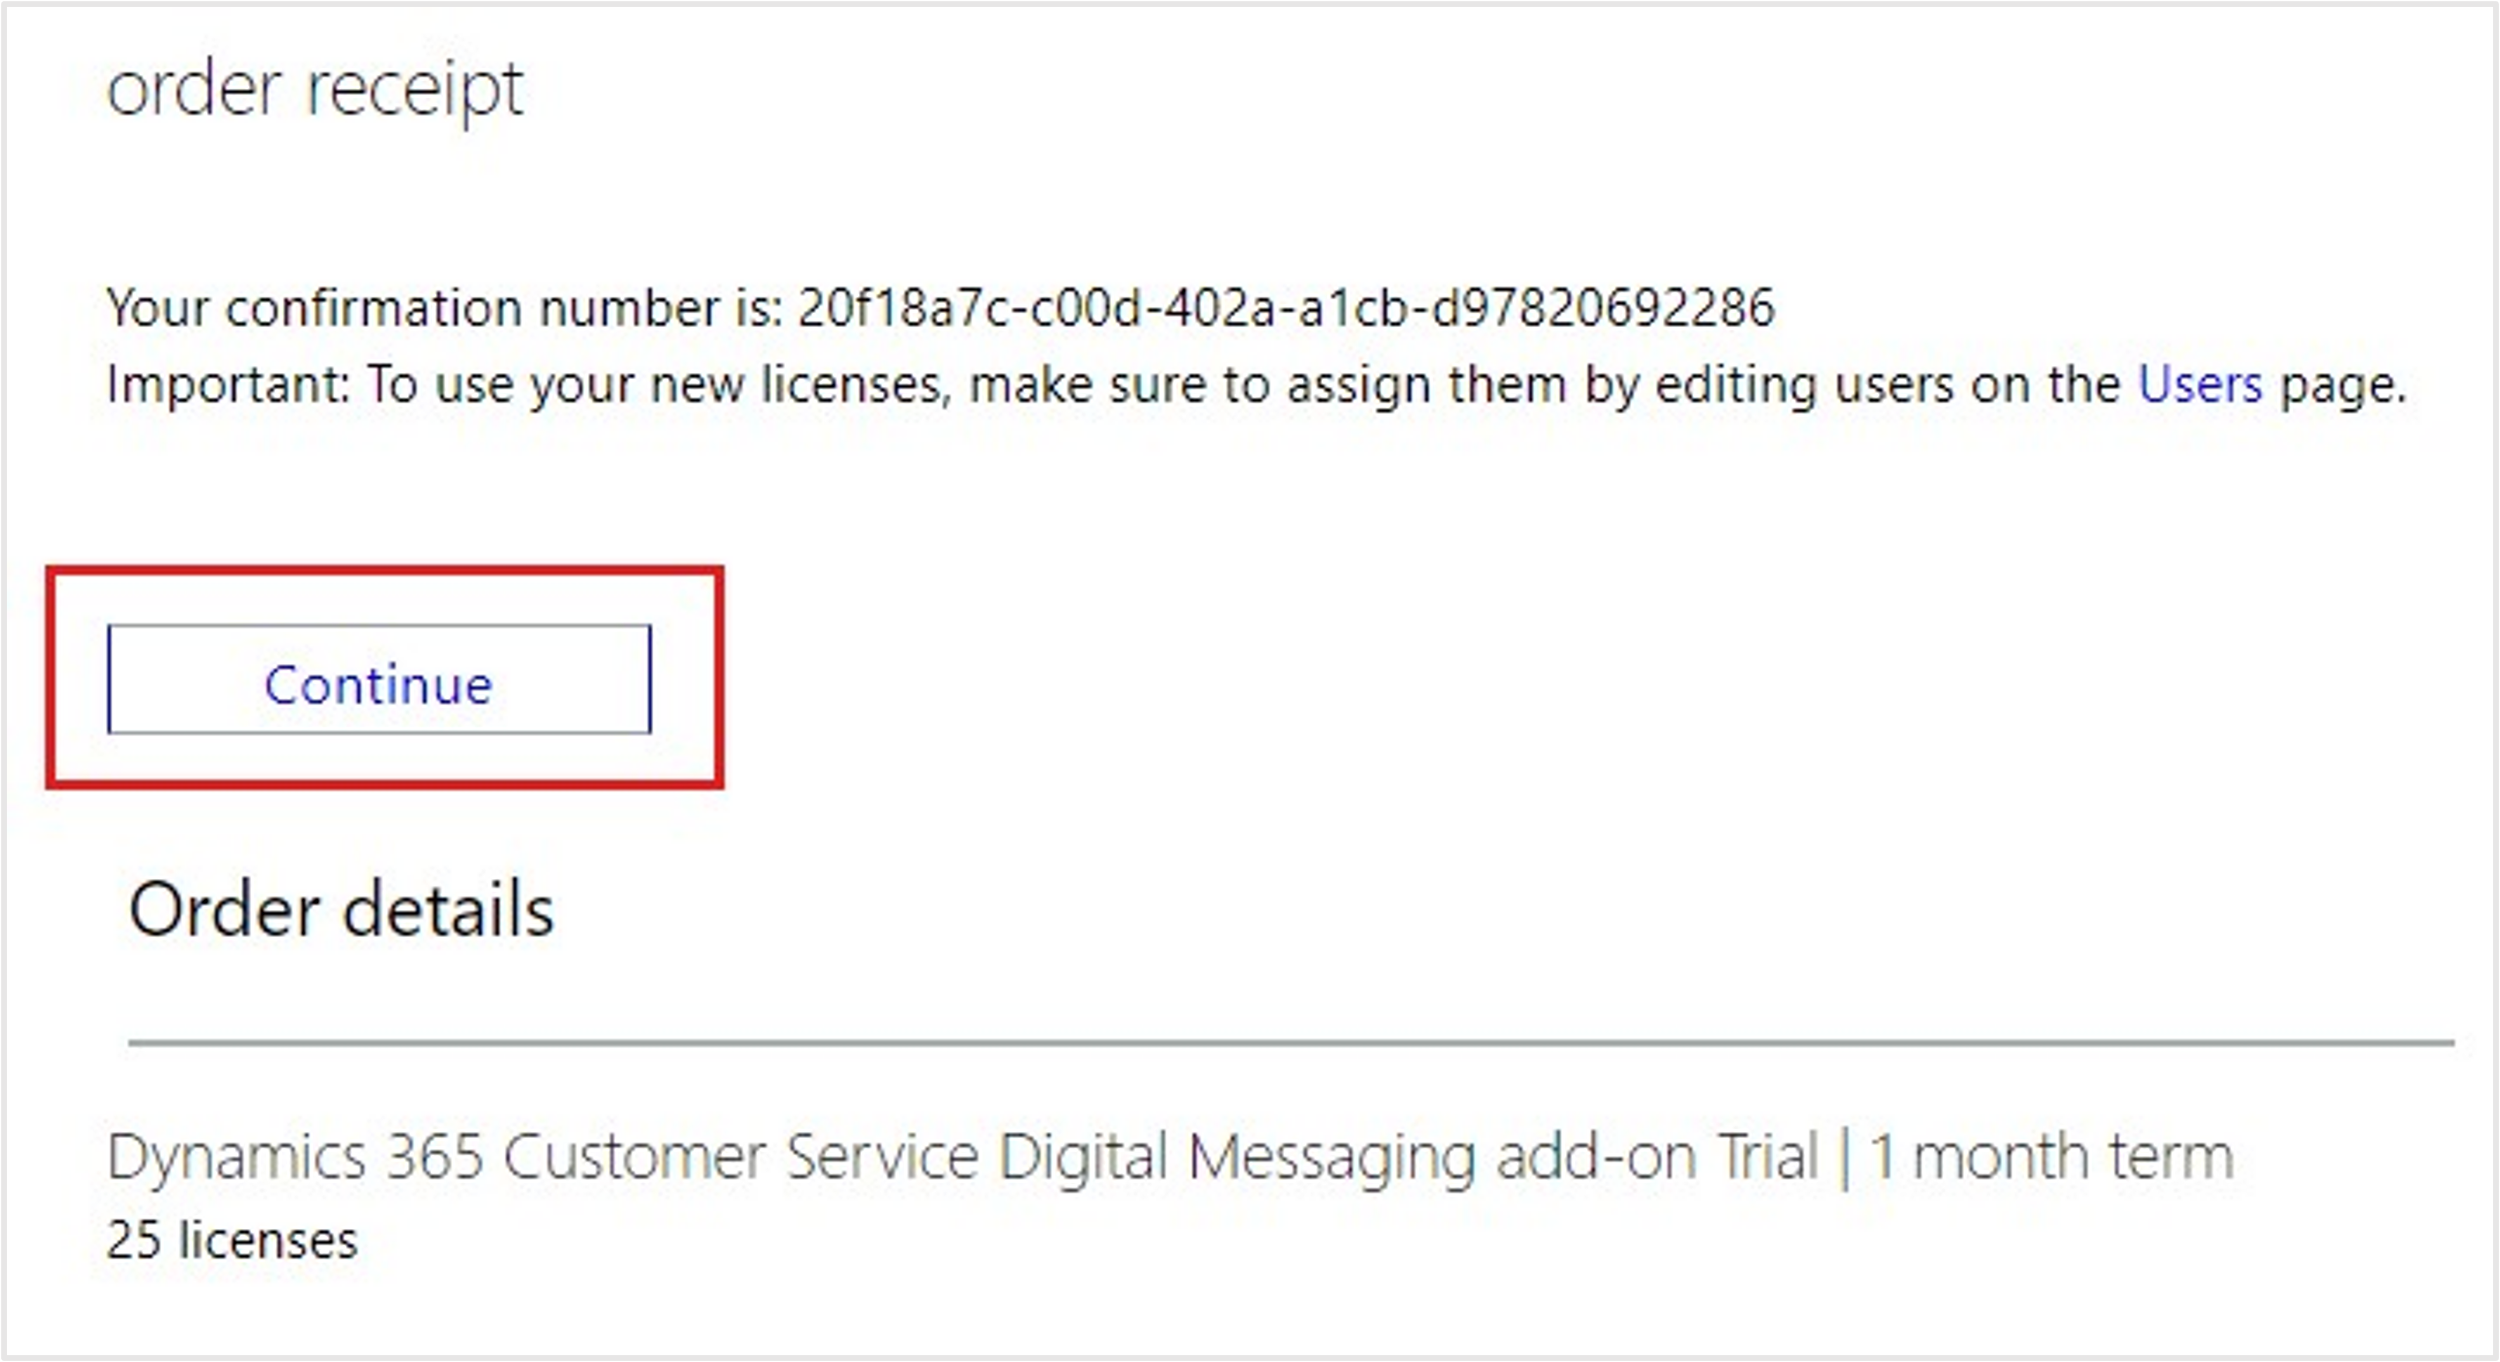 order receipt
Your confirmation number is: 20f18a7c-c00d-402a-a1cb-d97820692286
Important: To use your new licenses, make sure to assign them by editing users on the Users page.
Continue
Order details
Dynamics 365 Customer Service Digital Messaging add-on Trial | 1 month term
25 licenses